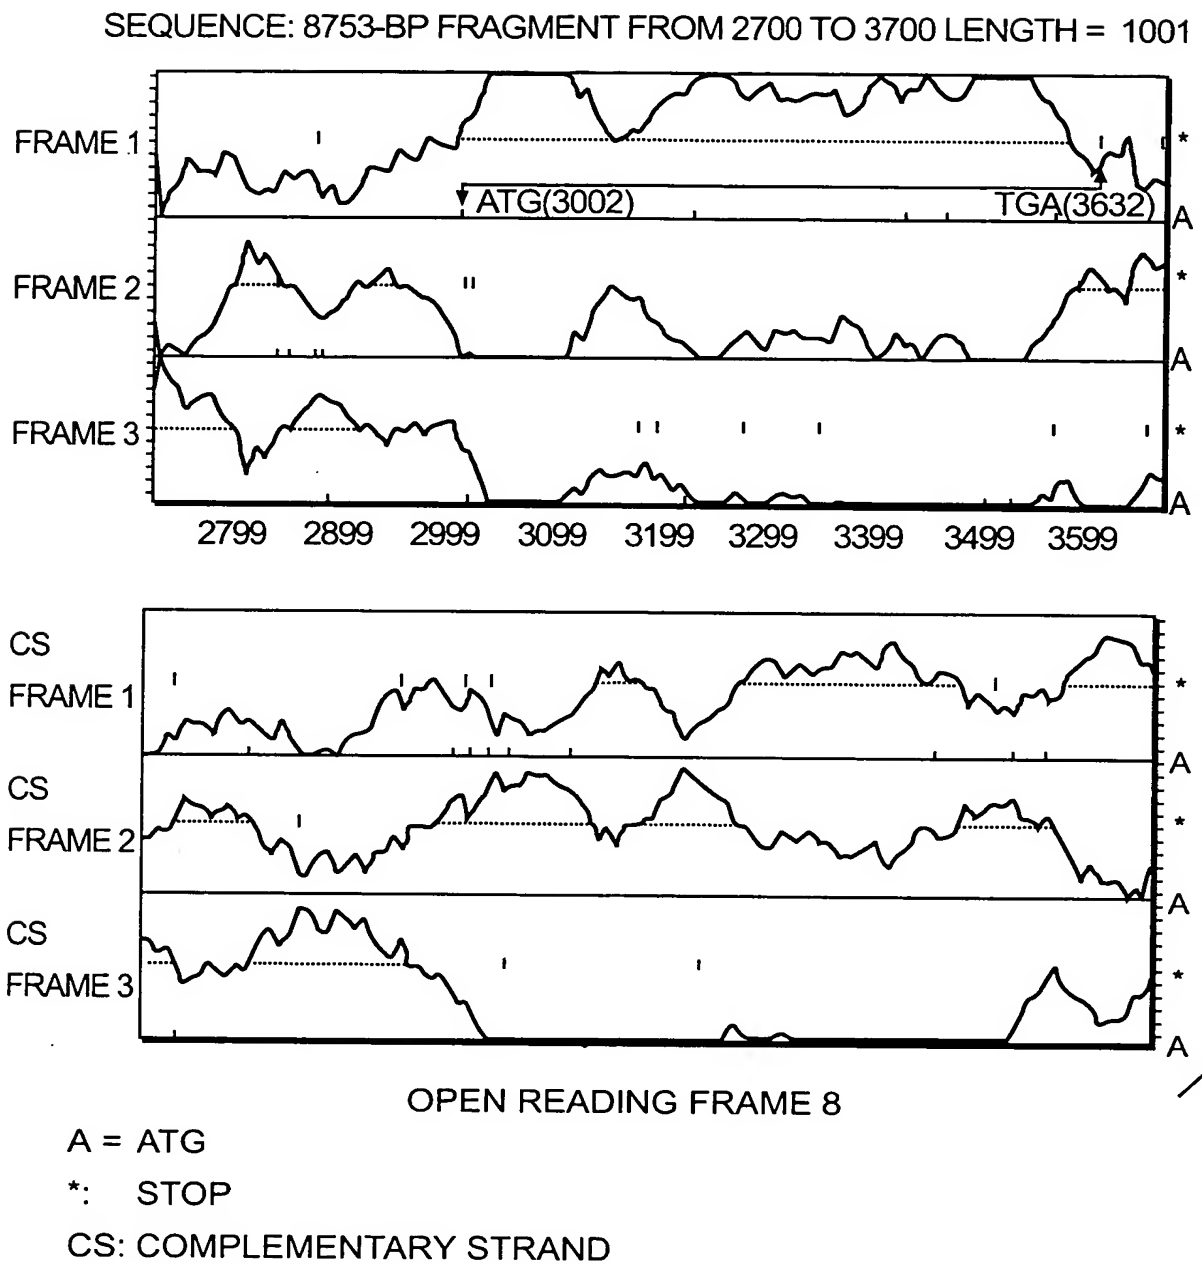 SEQUENCE: 8753-BP FRAGMENT FROM 2700 TO 3700 LENGTH = 1001
FRAME 1
*
ATG(3002)
TGA(3632)
A
FRAME 2
*
A
FRAME 3
*
A
2799 2899 2999 3099 3199 3299 3399 3499 3599
CS
FRAME 1
*
A
CS
FRAME 2
*
A
CS
FRAME 3
*
A
OPEN READING FRAME 8
A = ATG
*: STOP
CS: COMPLEMENTARY STRAND